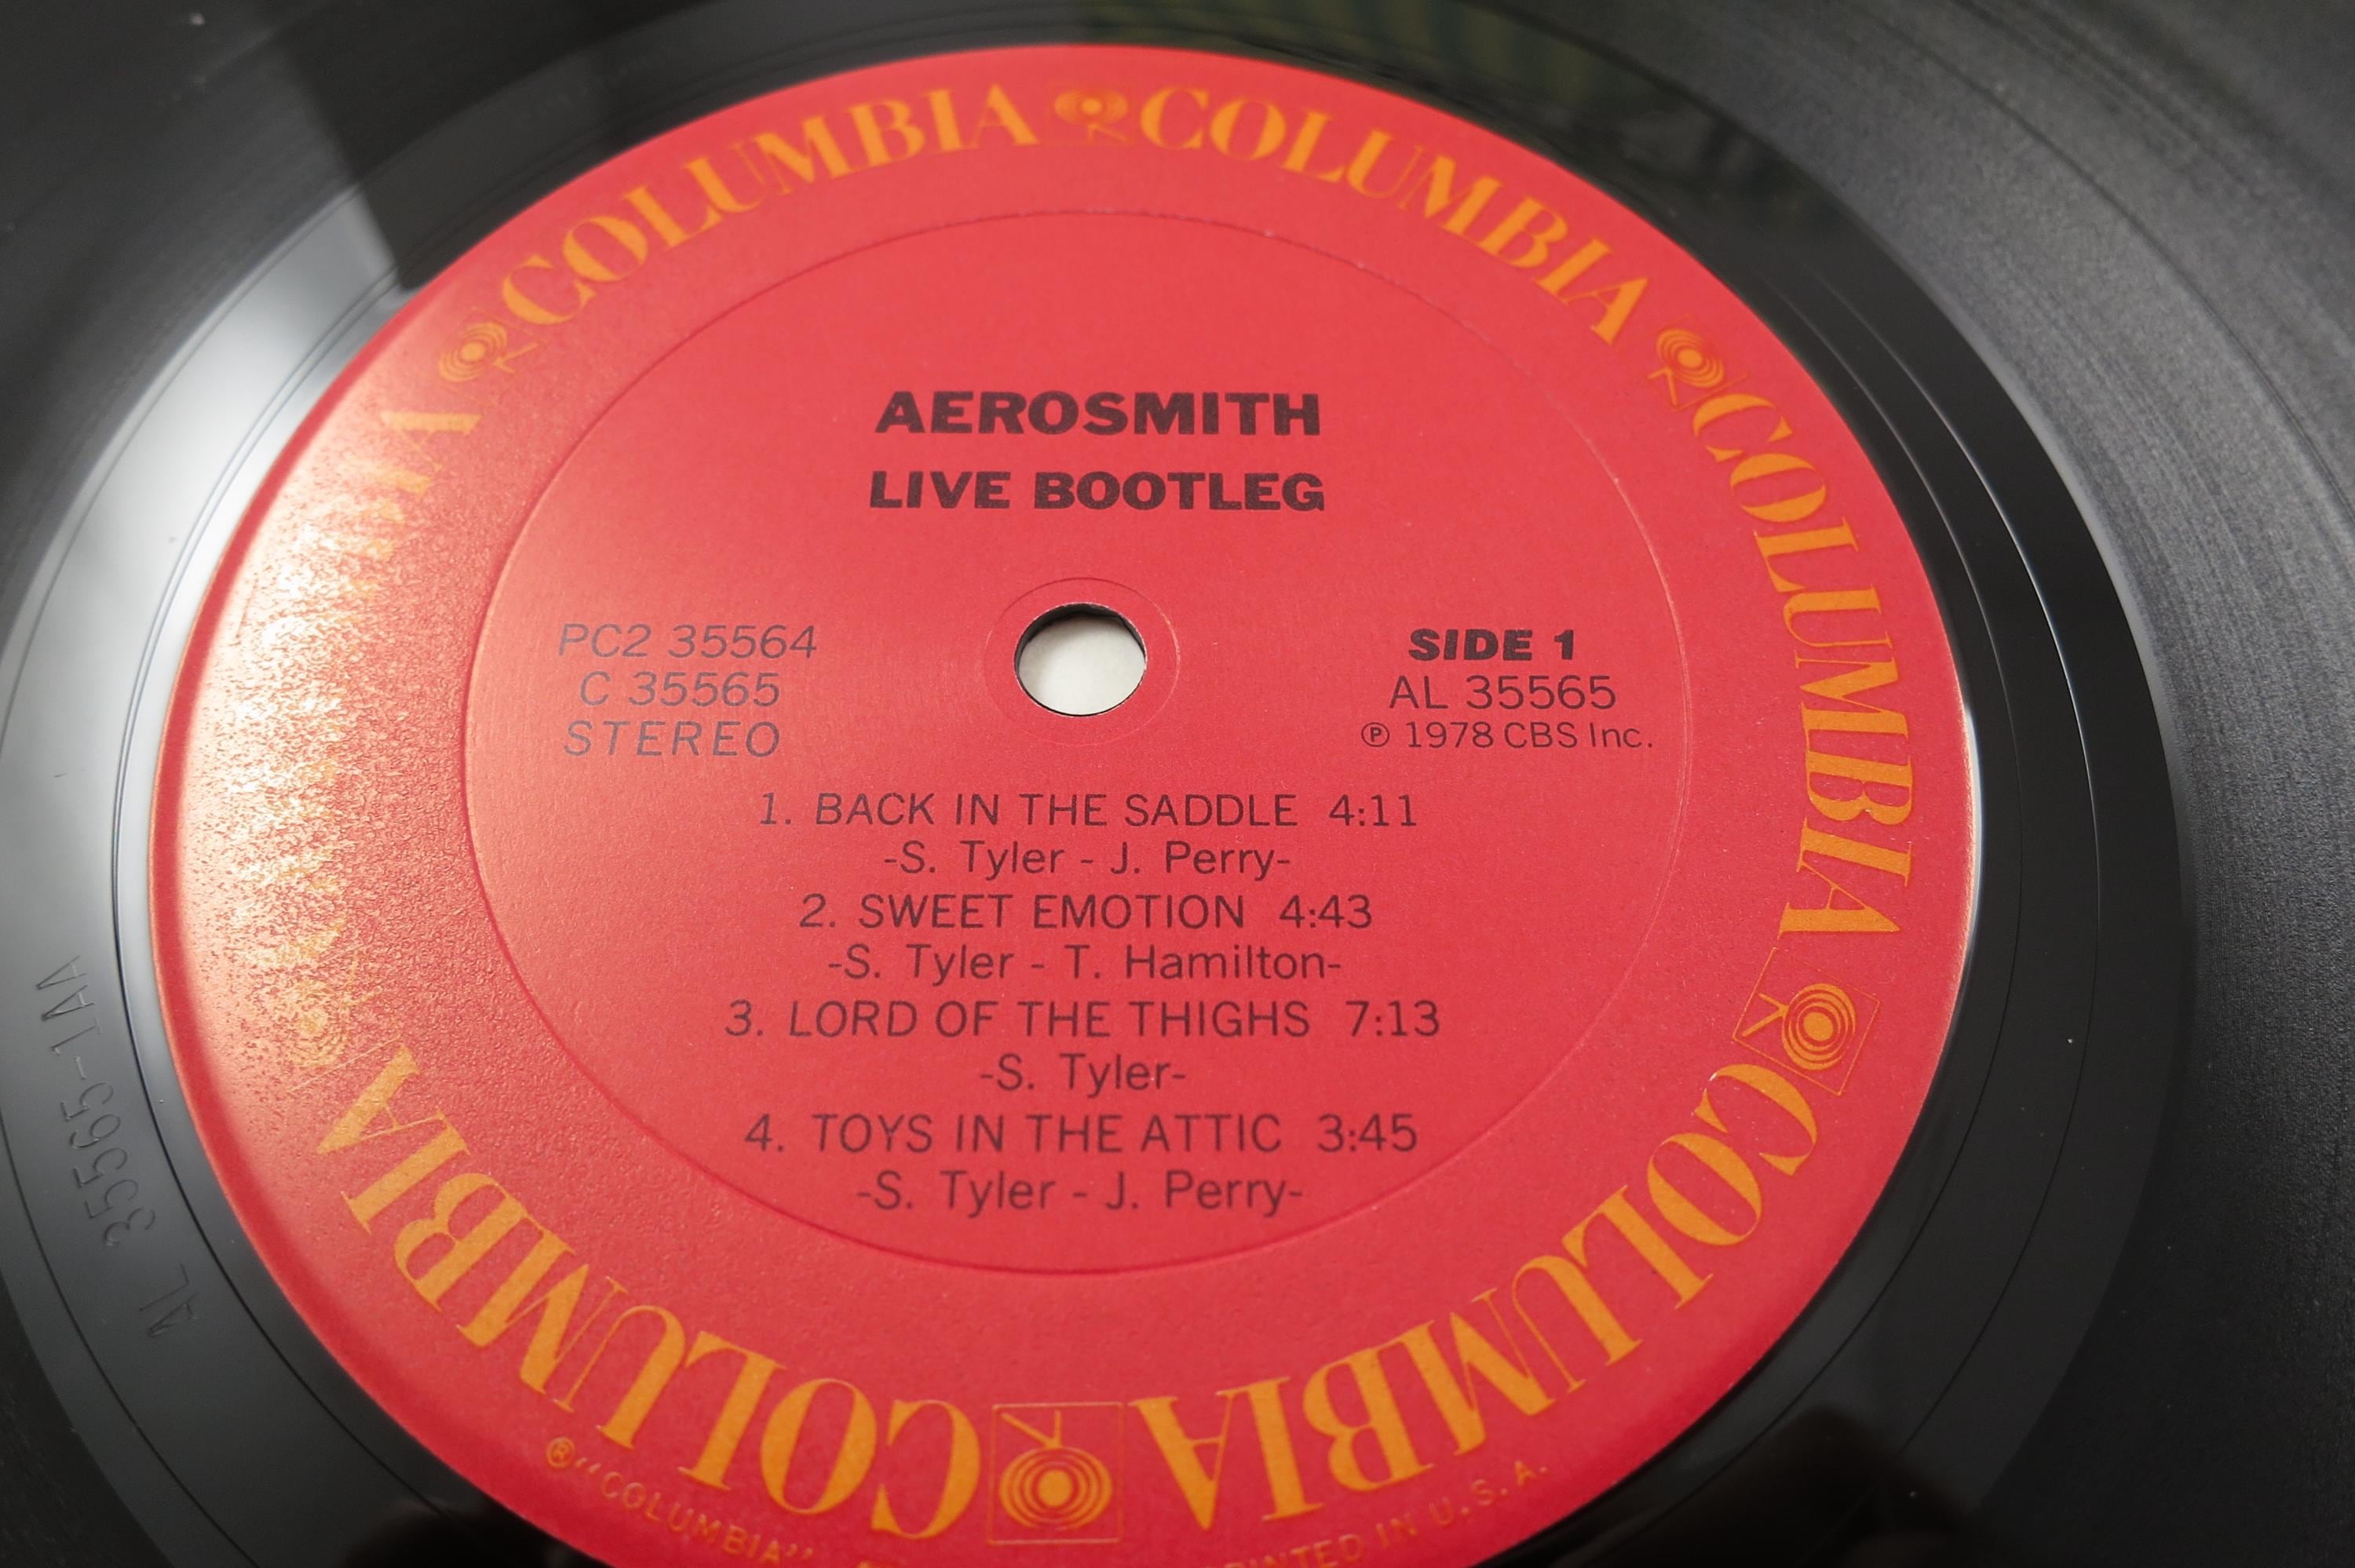 COLUMBIA COLUMBIA COLUMBIA COLUMBIA COLUMBIA
AEROSMITH
LIVE BOOTLEG
PC2 35564
C 35565
STEREO
SIDE 1
AL 35565
℗ 1978 CBS Inc.
1. BACK IN THE SADDLE 4:11
-S. Tyler - J. Perry-
2. SWEET EMOTION 4:43
-S. Tyler - T. Hamilton-
3. LORD OF THE THIGHS 7:13
-S. Tyler-
4. TOYS IN THE ATTIC 3:45
-S. Tyler - J. Perry-
® "COLUMBIA"
PRINTED IN U.S.A.
AL 35565-1AA